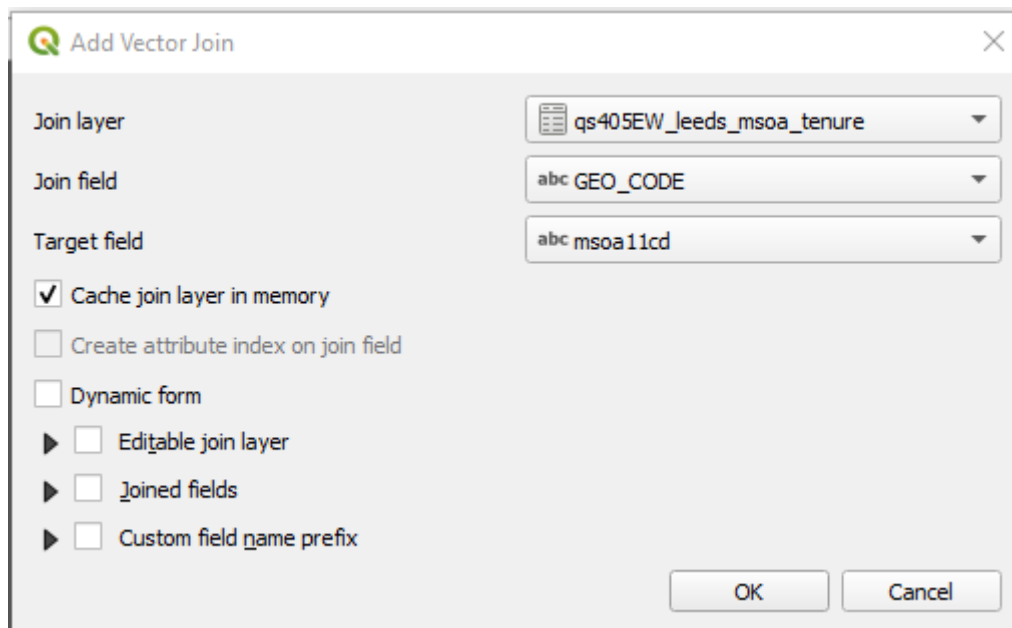 Add Vector Join
Join layer
qs405EW_leeds_msoa_tenure
Join field
abc GEO_CODE
Target field
abc msoa11cd
Cache join layer in memory
Create attribute index on join field
Dynamic form
Editable join layer
Joined fields
Custom field name prefix
OK
Cancel